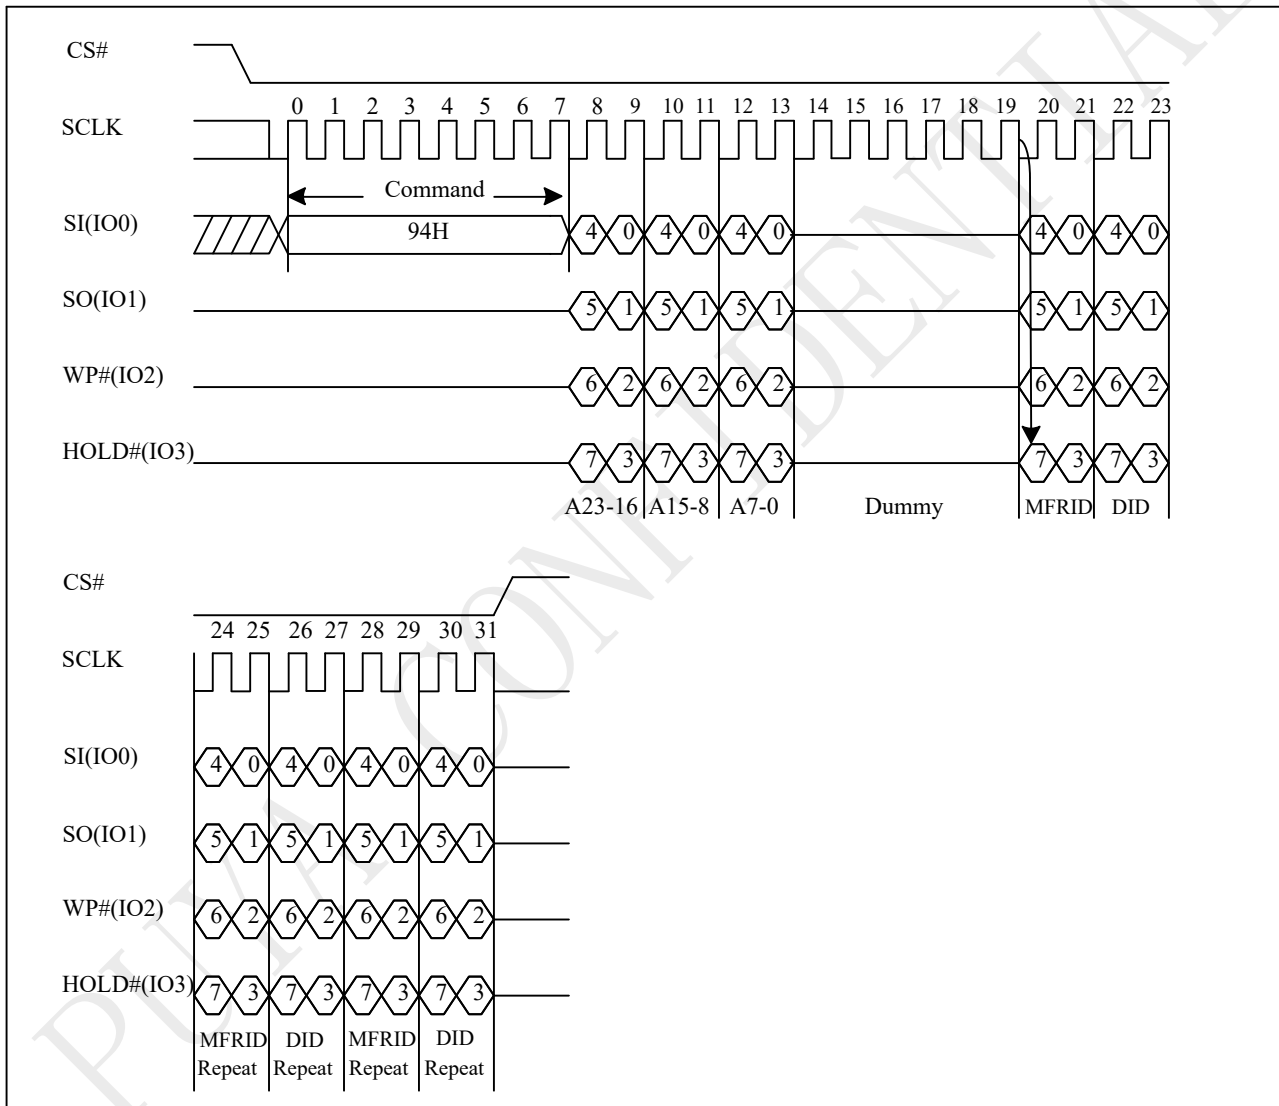 CS#
0 1 2 3 4 5 6 7 8 9 10 11 12 13 14 15 16 17 18 19 20 21 22 23
SCLK
Command
SI(IO0) 94H 4 0 4 0 4 0 4 0 4 0
SO(IO1) 5 1 5 1 5 1 5 1 5 1
WP#(IO2) 6 2 6 2 6 2 6 2 6 2
HOLD#(IO3) 7 3 7 3 7 3 7 3 7 3
A23-16 A15-8 A7-0 Dummy MFRID DID
CS#
24 25 26 27 28 29 30 31
SCLK
SI(IO0) 4 0 4 0 4 0 4 0
SO(IO1) 5 1 5 1 5 1 5 1
WP#(IO2) 6 2 6 2 6 2 6 2
HOLD#(IO3) 7 3 7 3 7 3 7 3
MFRID DID MFRID DID
Repeat Repeat Repeat Repeat
PUYA CONFIDENTIAL